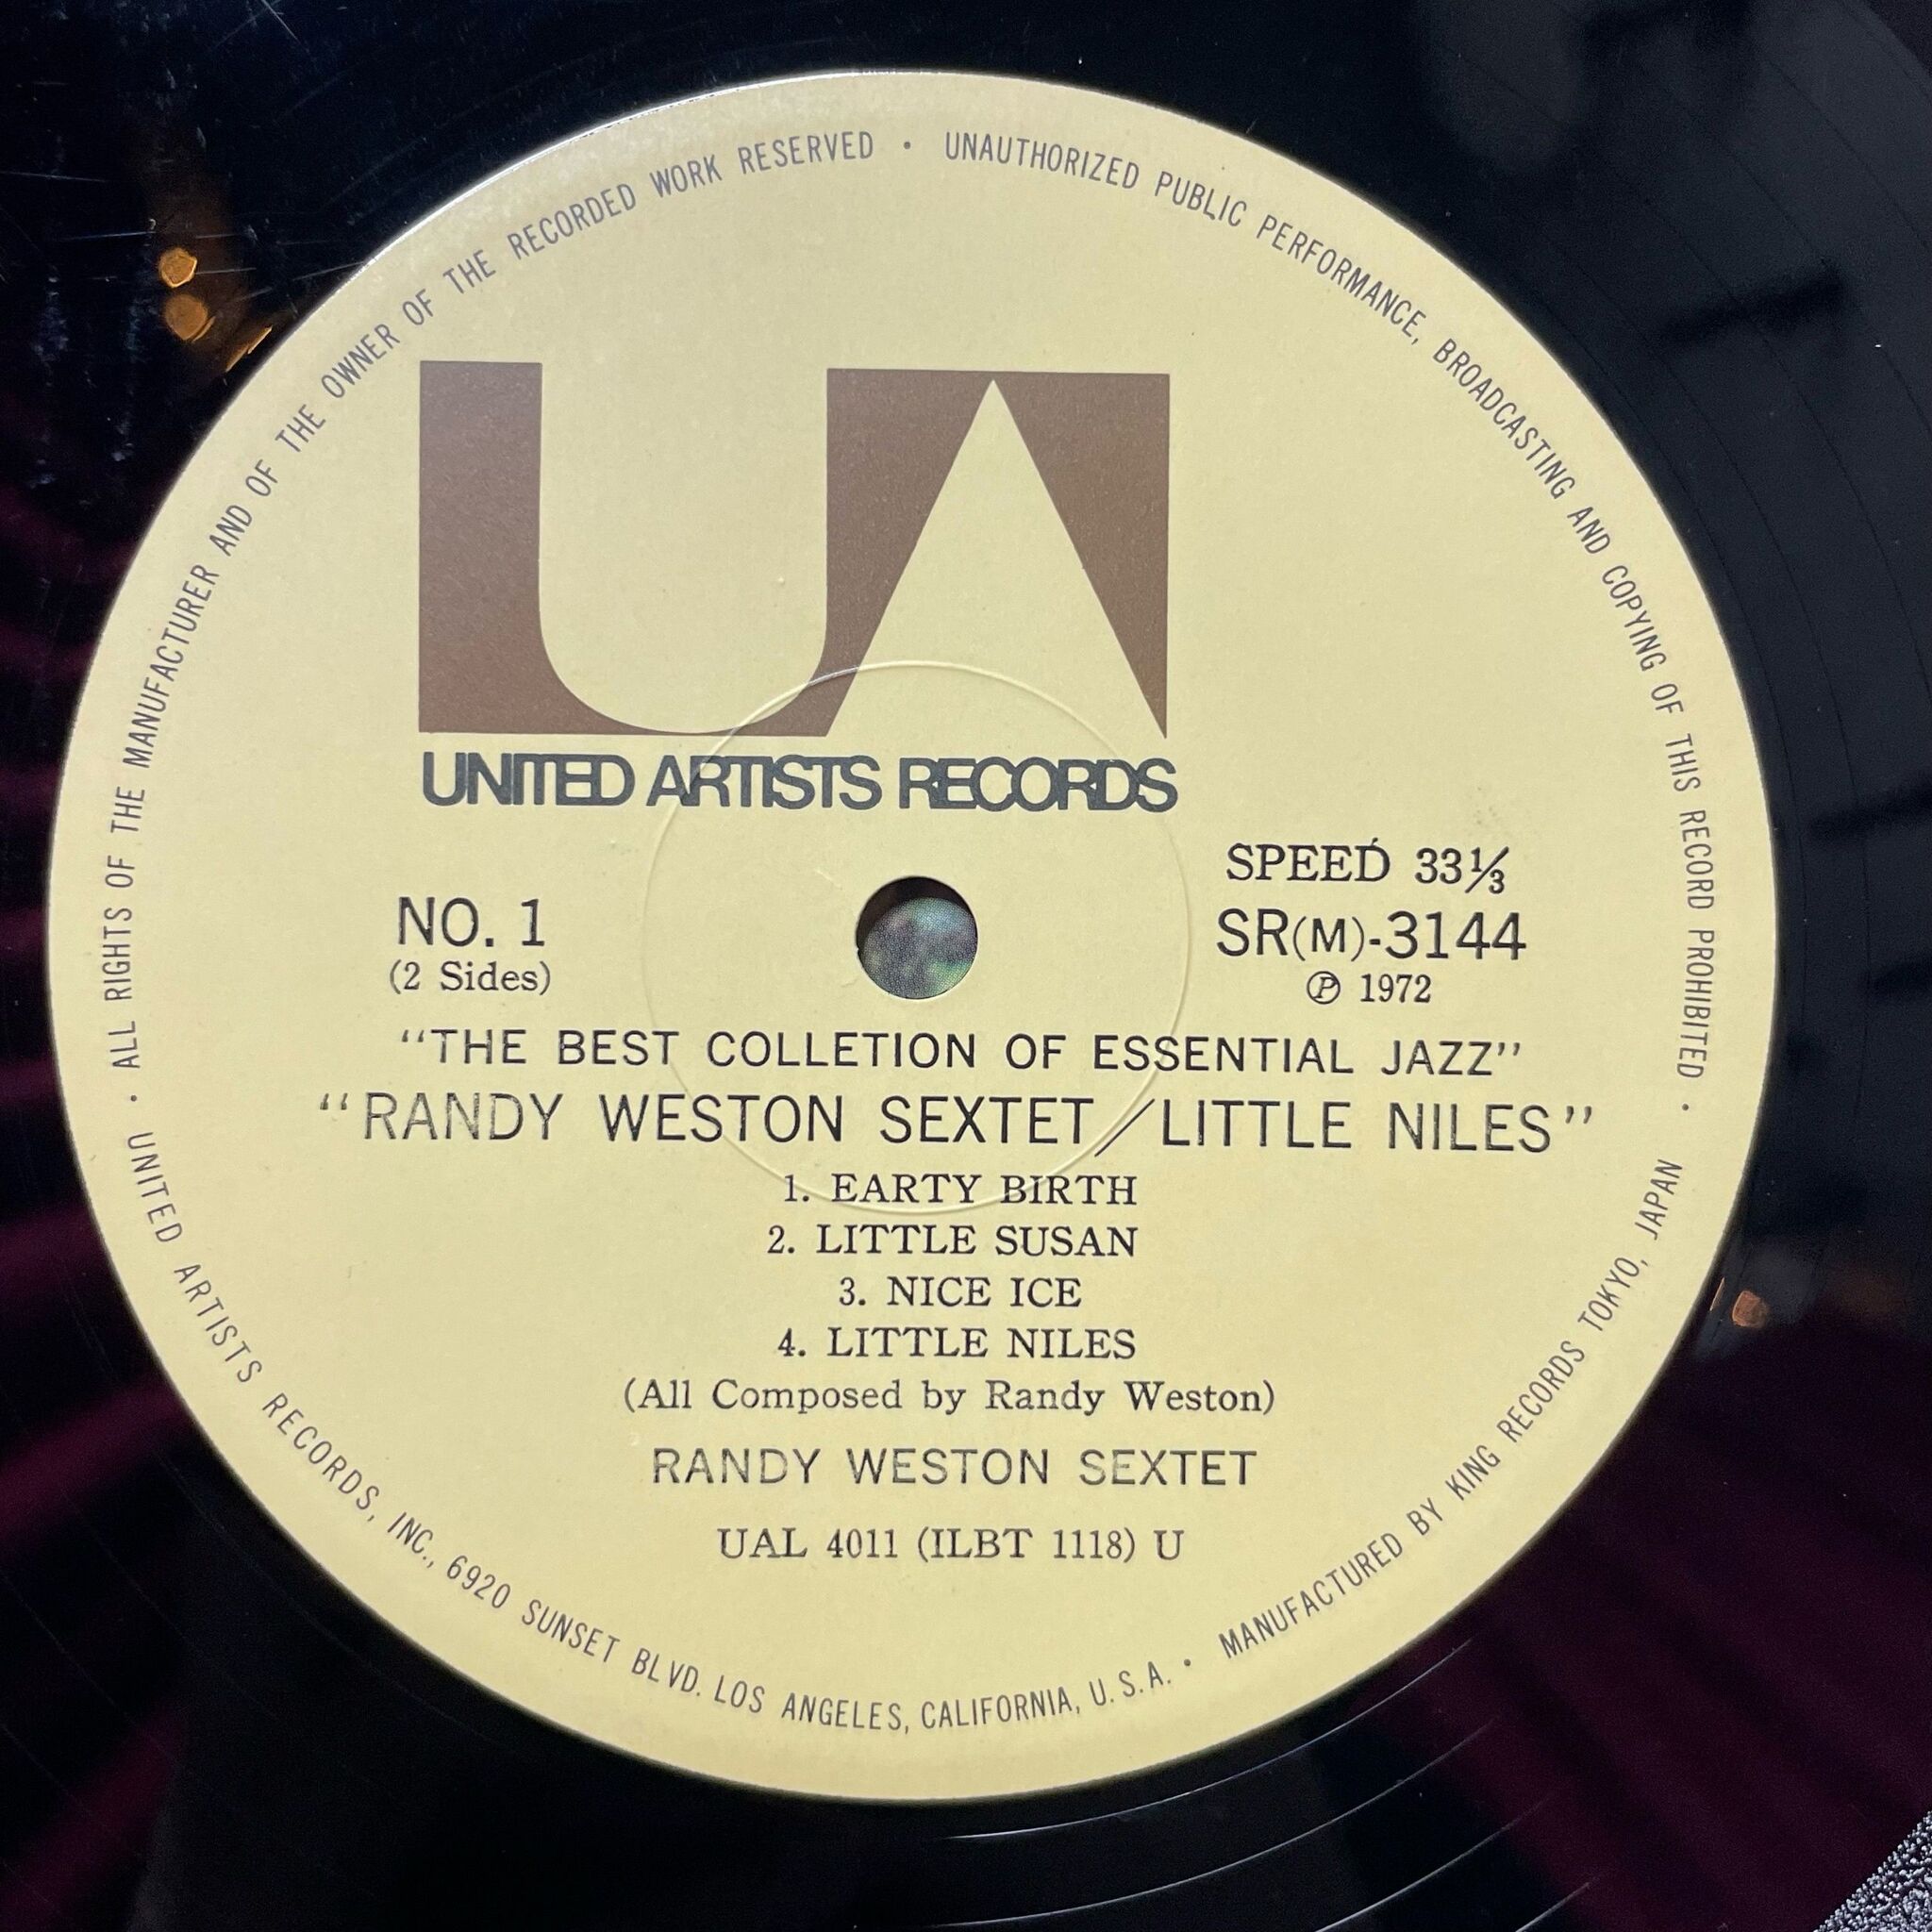 UA
UNITED ARTISTS RECORDS
SPEED 33⅓
NO. 1
SR(M)-3144
(2 Sides)
Ⓟ 1972
“THE BEST COLLETION OF ESSENTIAL JAZZ”
“RANDY WESTON SEXTET／LITTLE NILES”
1. EARTY BIRTH
2. LITTLE SUSAN
3. NICE ICE
4. LITTLE NILES
(All Composed by Randy Weston)
RANDY WESTON SEXTET
UAL 4011 (ILBT 1118) U
ALL RIGHTS OF THE MANUFACTURER AND OF THE OWNER OF THE RECORDED WORK RESERVED · UNAUTHORIZED PUBLIC PERFORMANCE, BROADCASTING AND COPYING OF THIS RECORD PROHIBITED ·
UNITED ARTISTS RECORDS, INC., 6920 SUNSET BLVD. LOS ANGELES, CALIFORNIA, U.S.A. · MANUFACTURED BY KING RECORDS TOKYO, JAPAN